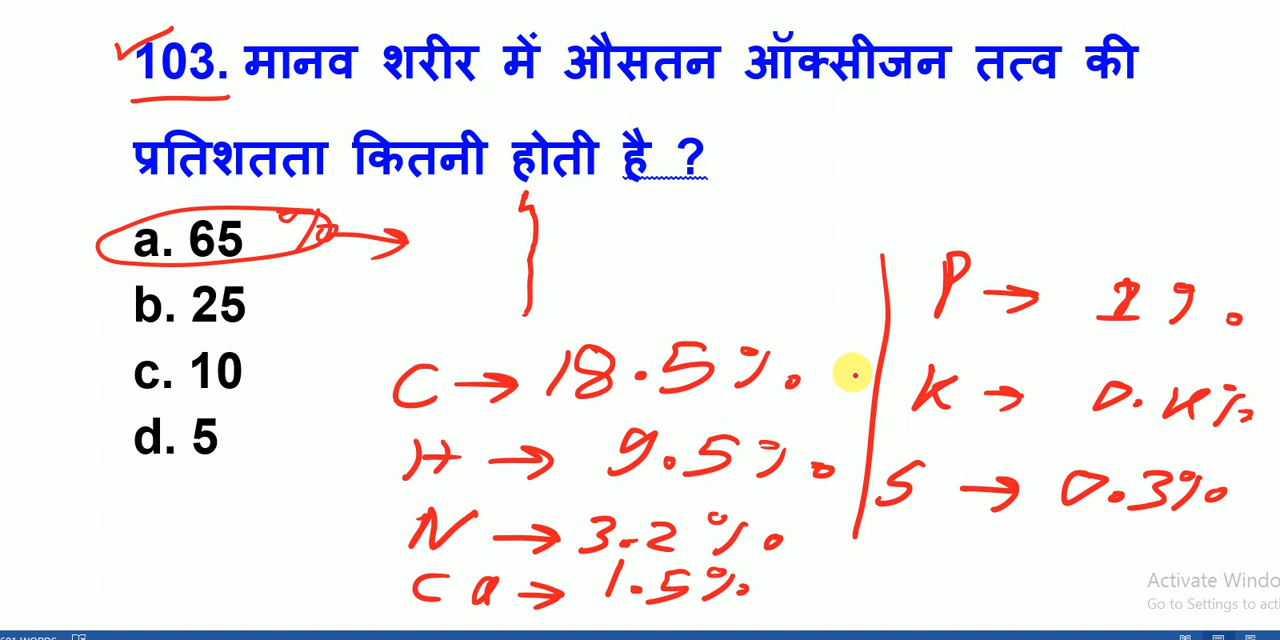 103. मानव शरीर में औसतन ऑक्सीजन तत्व की
प्रतिशतता कितनी होती है ?
a. 65 %
b. 25
c. 10
d. 5
C → 18.5%
H → 9.5%
N → 3.2%
Ca → 1.5%
P → 1%
K → 0.4%
S → 0.3%
Activate Windo
Go to Settings to acti